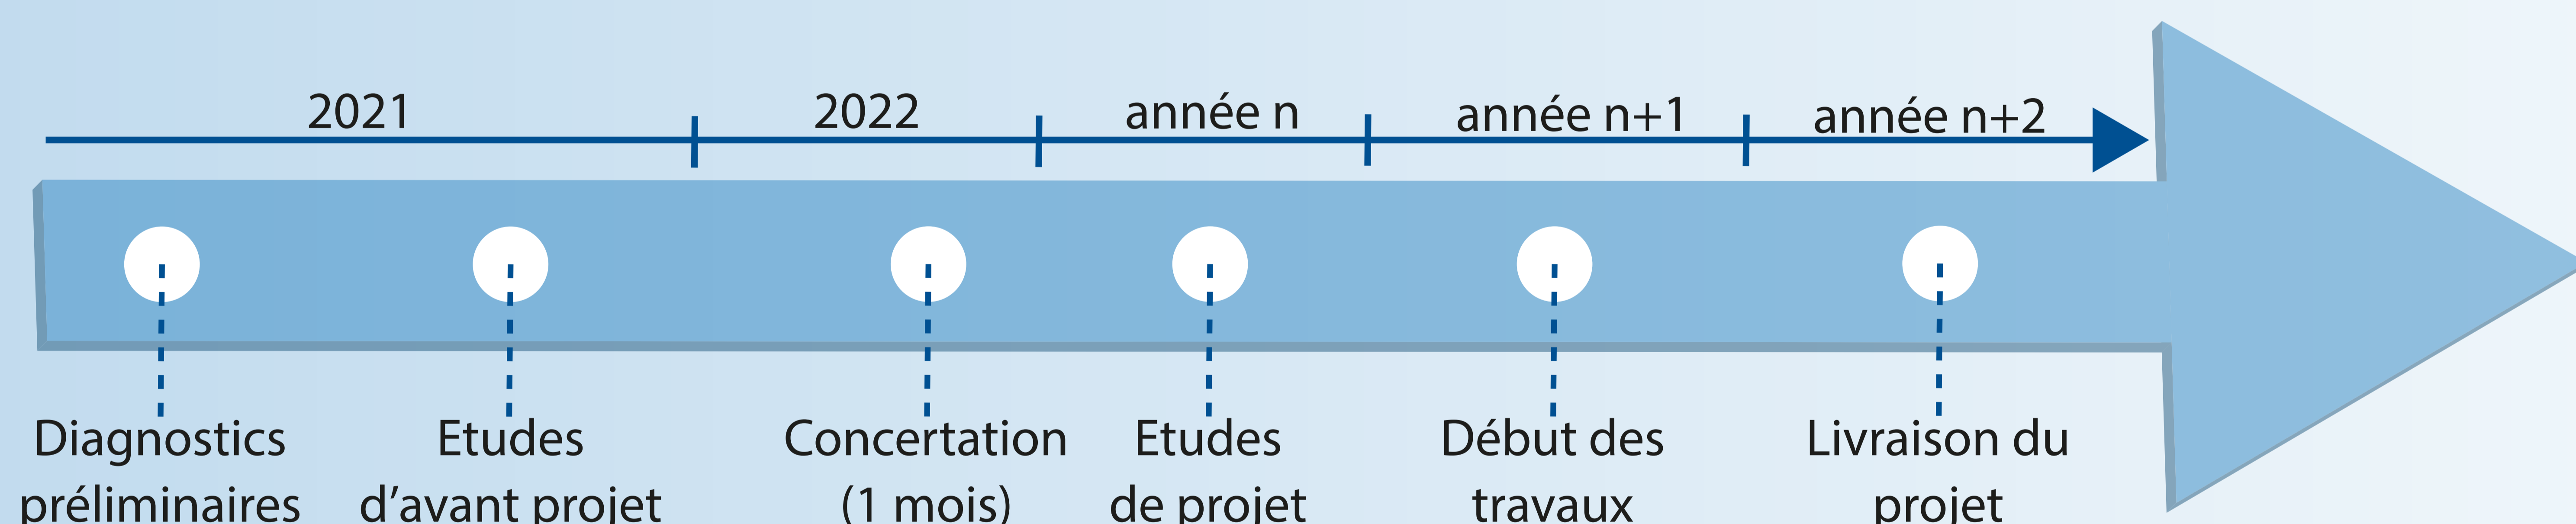 2021
2022
année n
année n+1
année n+2
Diagnostics
préliminaires
Etudes
d’avant projet
Concertation
(1 mois)
Etudes
de projet
Début des
travaux
Livraison du
projet